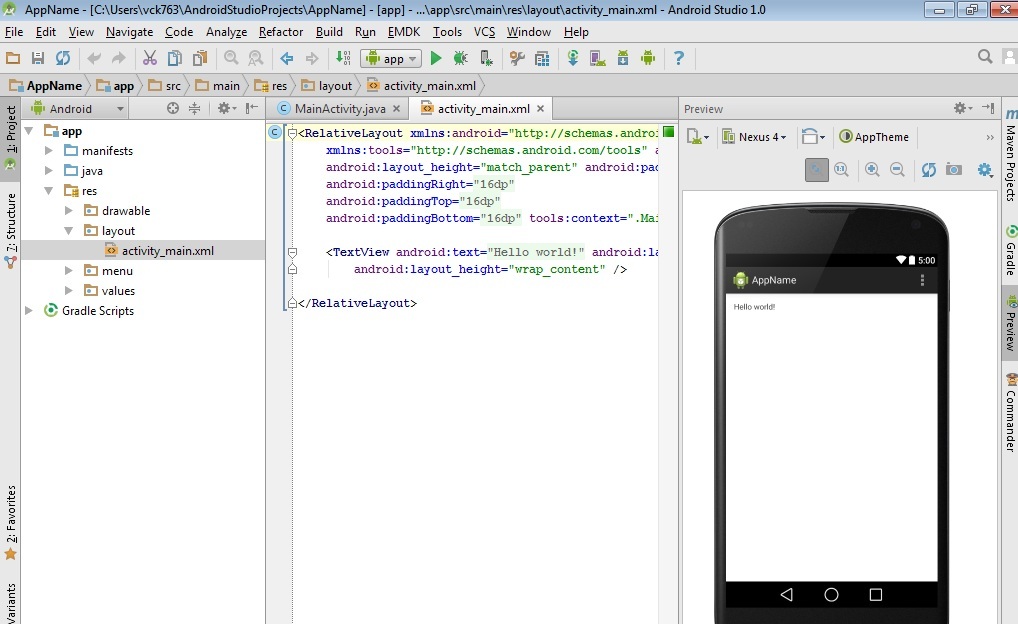 AppName - [C:\Users\vck763\AndroidStudioProjects\AppName] - [app] - ...\app\src\main\res\layout\activity_main.xml - Android Studio 1.0
File Edit View Navigate Code Analyze Refactor Build Run EMDK Tools VCS Window Help
app
AppName app src main res layout activity_main.xml
1: Project
7: Structure
2: Favorites
Variants
Android
app
manifests
java
res
drawable
layout
activity_main.xml
menu
values
Gradle Scripts
MainActivity.java activity_main.xml
<RelativeLayout xmlns:android="http://schemas.androi
xmlns:tools="http://schemas.android.com/tools" a
android:layout_height="match_parent" android:pad
android:paddingRight="16dp"
android:paddingTop="16dp"
android:paddingBottom="16dp" tools:context=".Mai
<TextView android:text="Hello world!" android:la
android:layout_height="wrap_content" />
</RelativeLayout>
Preview
Nexus 4 AppTheme
1:1
5:00
AppName
Hello world!
Maven Projects
Gradle
Preview
Commander